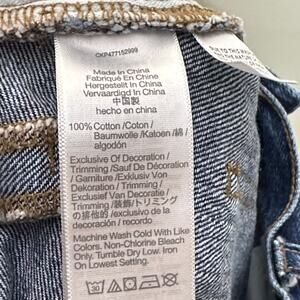 CKP477152999
Made In China
Fabriqué En Chine
Hergestellt In China
Vervaardigd In China
中国製
hecho en china
100% Cotton / Coton /
Baumwolle / Katoen / 綿 /
algodón
Exclusive Of Decoration /
Trimming / Sauf De Décoration
/ Garniture / Exklusiv Von
Dekoration / Trimming /
Exclusief Van Decoratie /
Trimming / 装飾/トリミング
の排他的 / exclusivo de la
decoración / recorte
Machine Wash Cold With Like
Colors. Non-Chlorine Bleach
Only. Tumble Dry Low. Iron
On Lowest Setting.
30